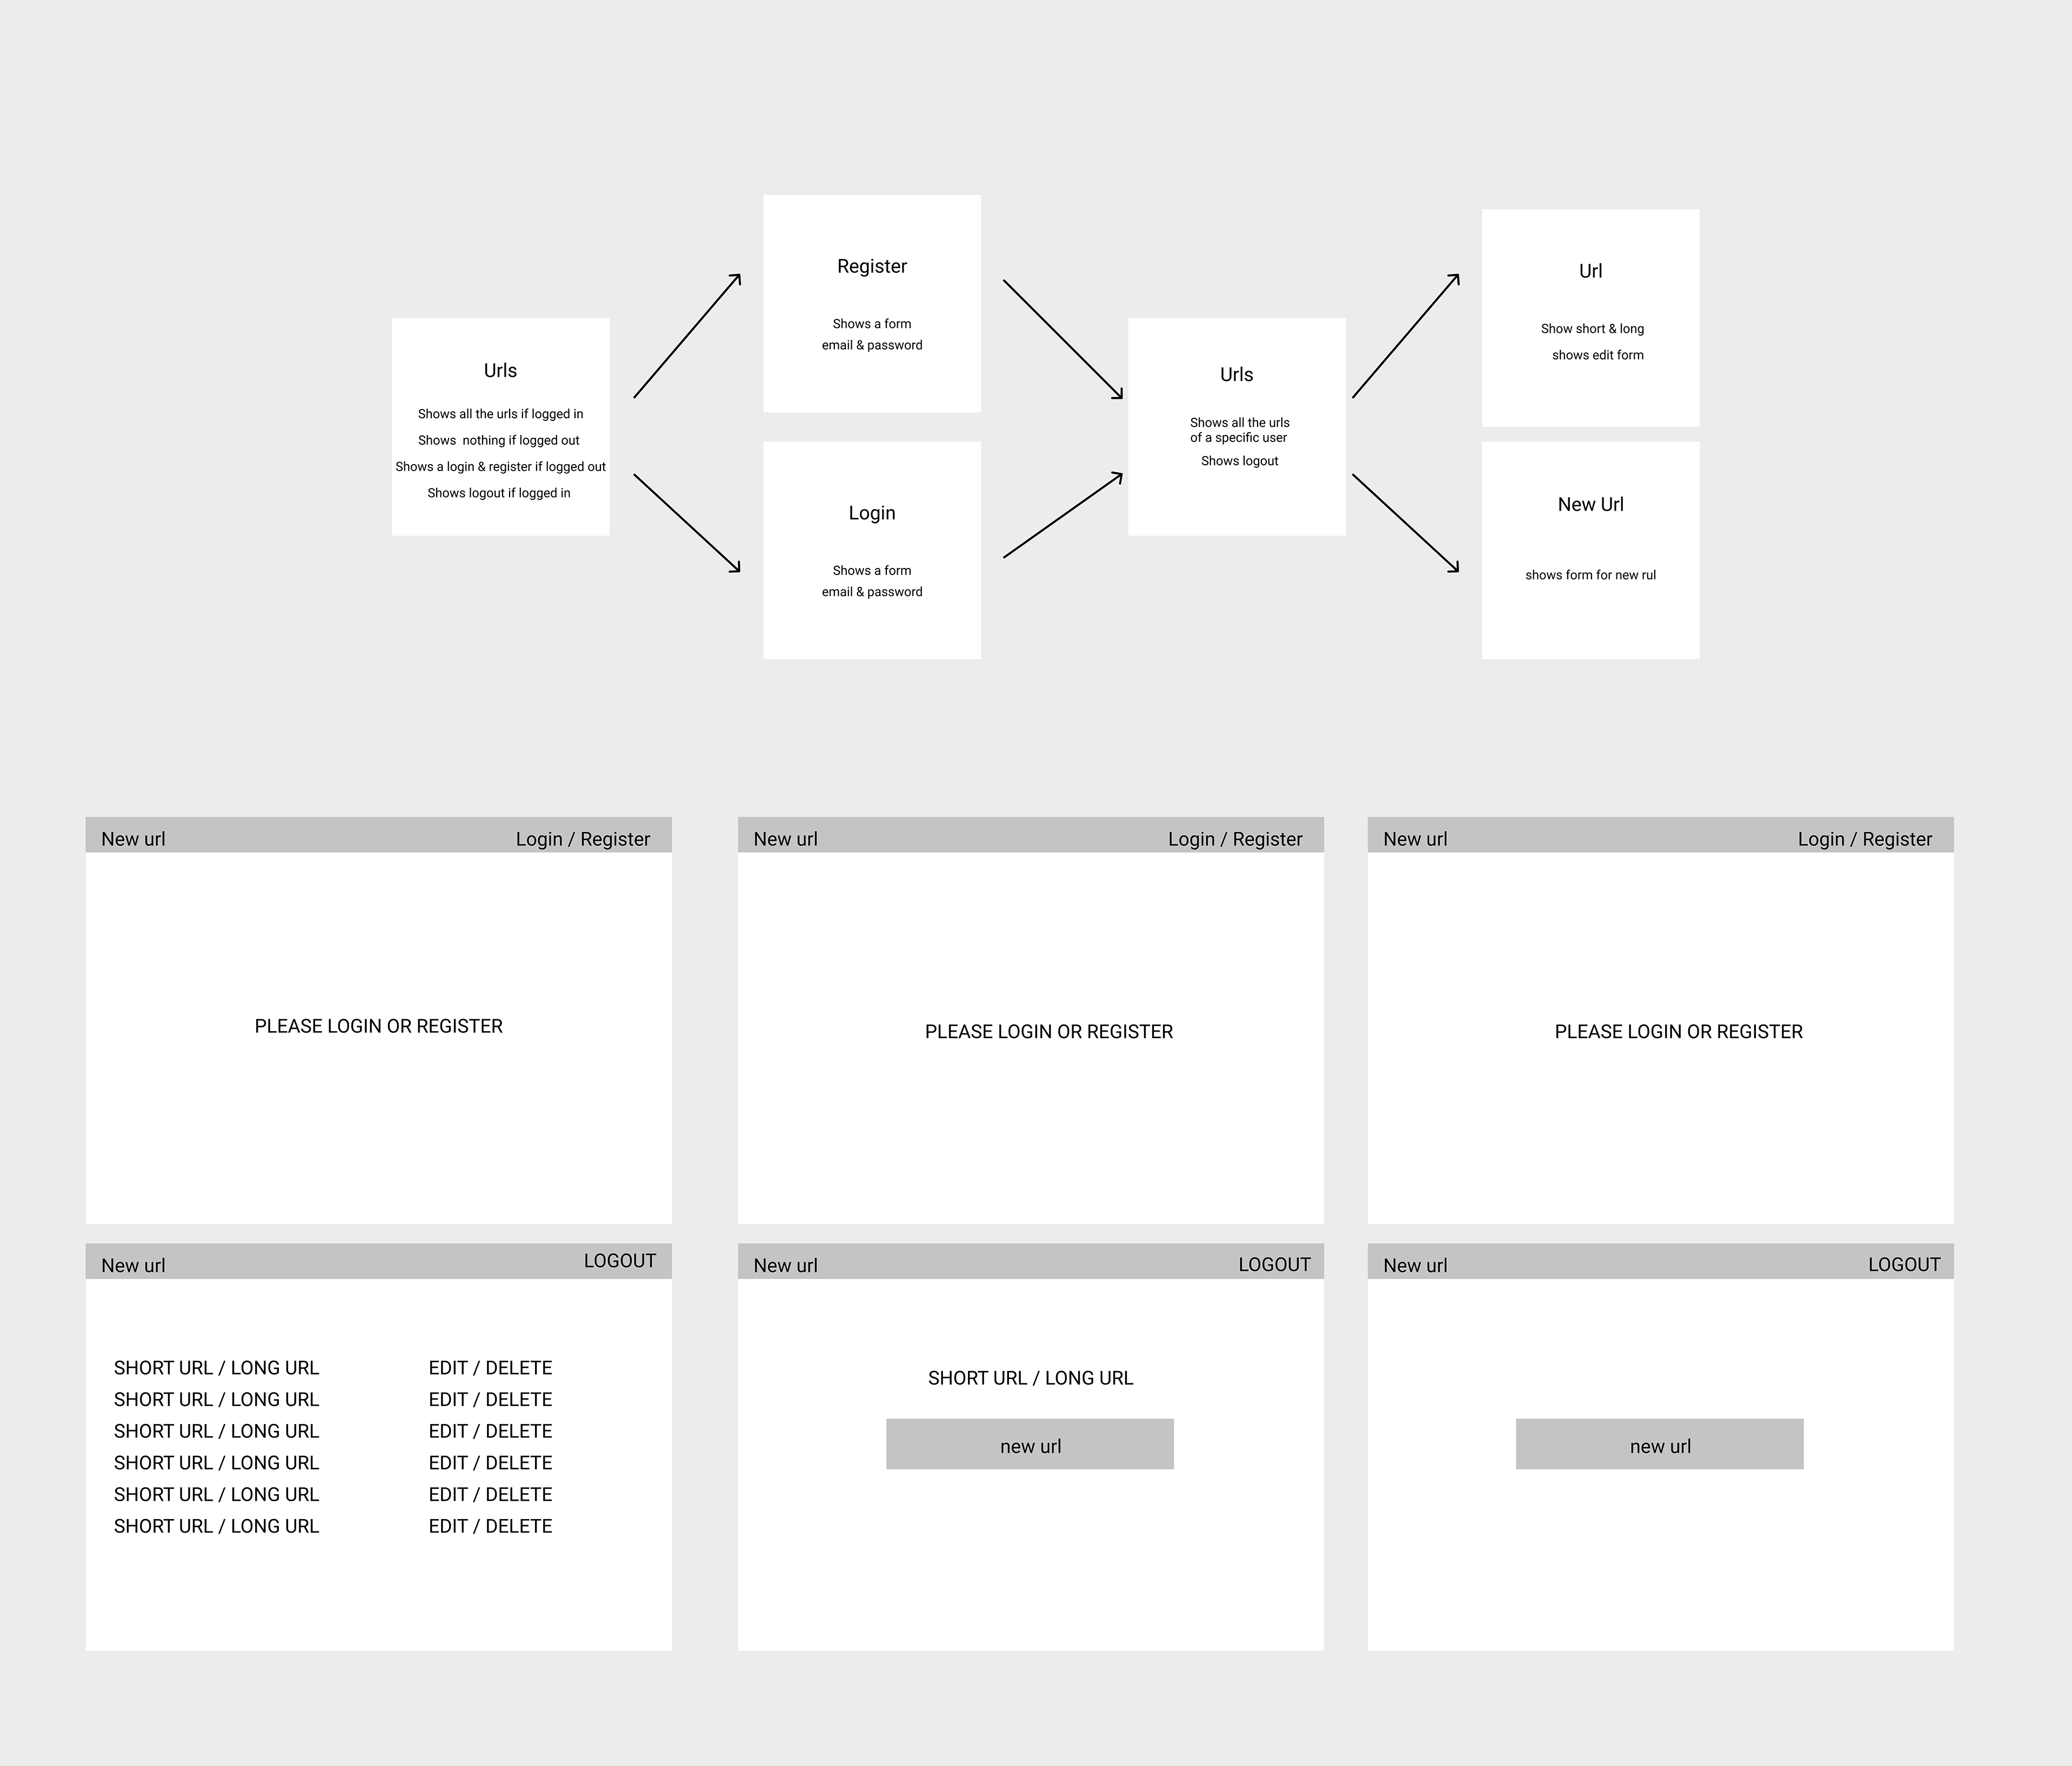 Urls
Shows all the urls if logged in
Shows  nothing if logged out
Shows a login & register if logged out
Shows logout if logged in
Register
Shows a form
email & password
Login
Shows a form
email & password
Urls
Shows all the urls
of a specific user
Shows logout
Url
Show short & long
shows edit form
New Url
shows form for new rul
New url
Login / Register
PLEASE LOGIN OR REGISTER
New url
Login / Register
PLEASE LOGIN OR REGISTER
New url
Login / Register
PLEASE LOGIN OR REGISTER
New url
LOGOUT
SHORT URL / LONG URL
EDIT / DELETE
SHORT URL / LONG URL
EDIT / DELETE
SHORT URL / LONG URL
EDIT / DELETE
SHORT URL / LONG URL
EDIT / DELETE
SHORT URL / LONG URL
EDIT / DELETE
SHORT URL / LONG URL
EDIT / DELETE
New url
LOGOUT
SHORT URL / LONG URL
new url
New url
LOGOUT
new url